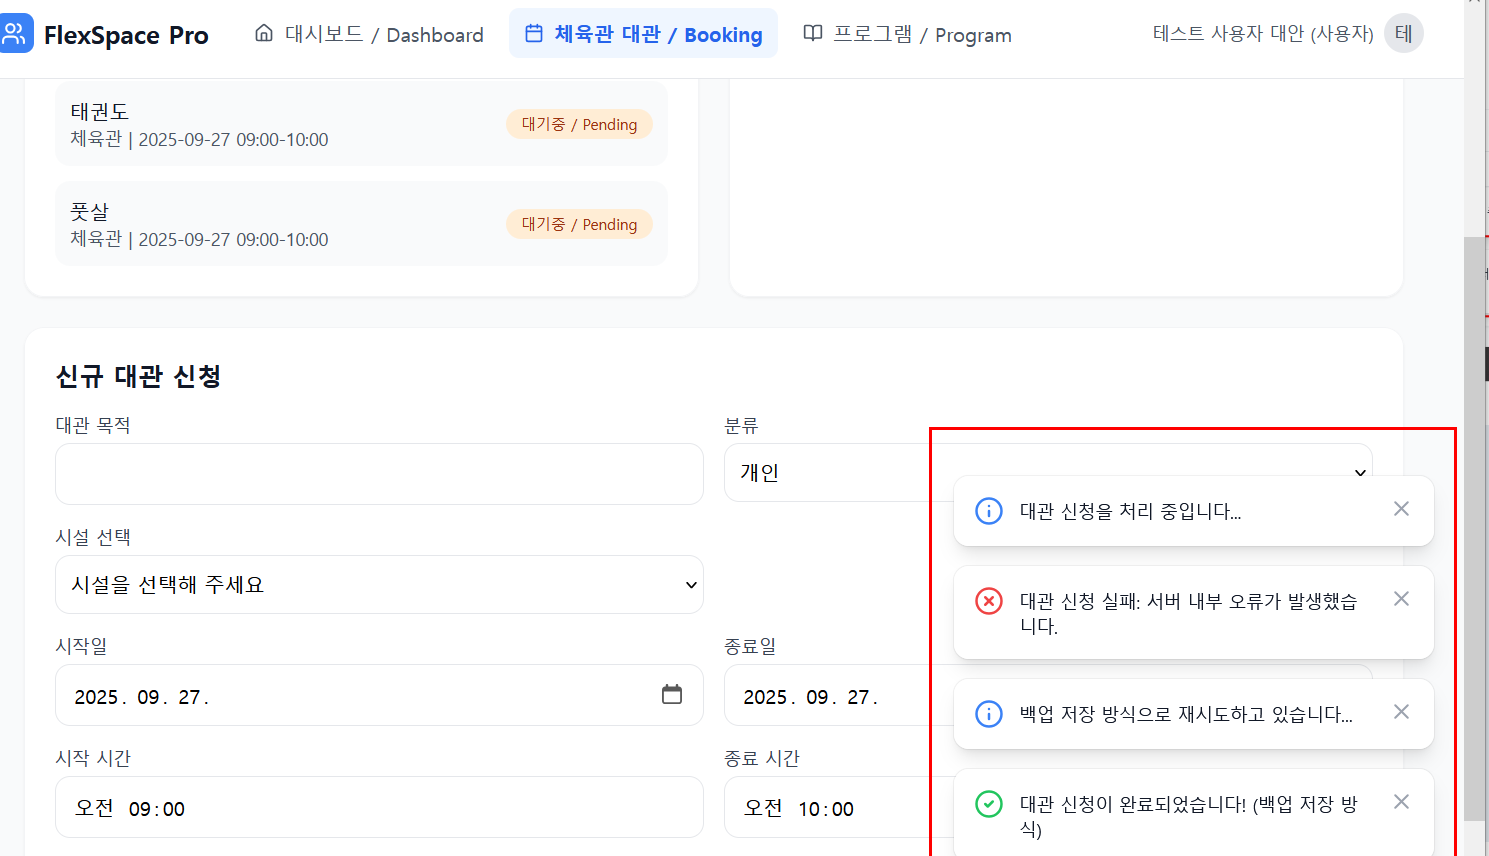 FlexSpace Pro
대시보드 / Dashboard
체육관 대관 / Booking
프로그램 / Program
테스트 사용자 대안 (사용자)
테
태권도
체육관 | 2025-09-27 09:00-10:00
대기중 / Pending
풋살
체육관 | 2025-09-27 09:00-10:00
대기중 / Pending
신규 대관 신청
대관 목적
분류
개인
시설 선택
시설을 선택해 주세요
시작일
2025. 09. 27.
종료일
2025. 09. 27.
시작 시간
오전 09:00
종료 시간
오전 10:00
대관 신청을 처리 중입니다...
대관 신청 실패: 서버 내부 오류가 발생했습
니다.
백업 저장 방식으로 재시도하고 있습니다...
대관 신청이 완료되었습니다! (백업 저장 방
식)